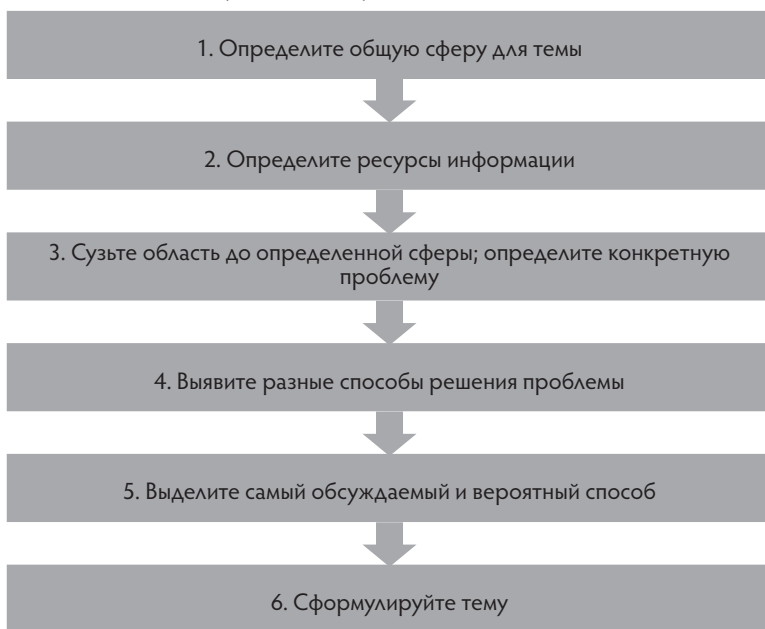 1. Определите общую сферу для темы
2. Определите ресурсы информации
3. Сузьте область до определенной сферы; определите конкретную
проблему
4. Выявите разные способы решения проблемы
5. Выделите самый обсуждаемый и вероятный способ
6. Сформулируйте тему